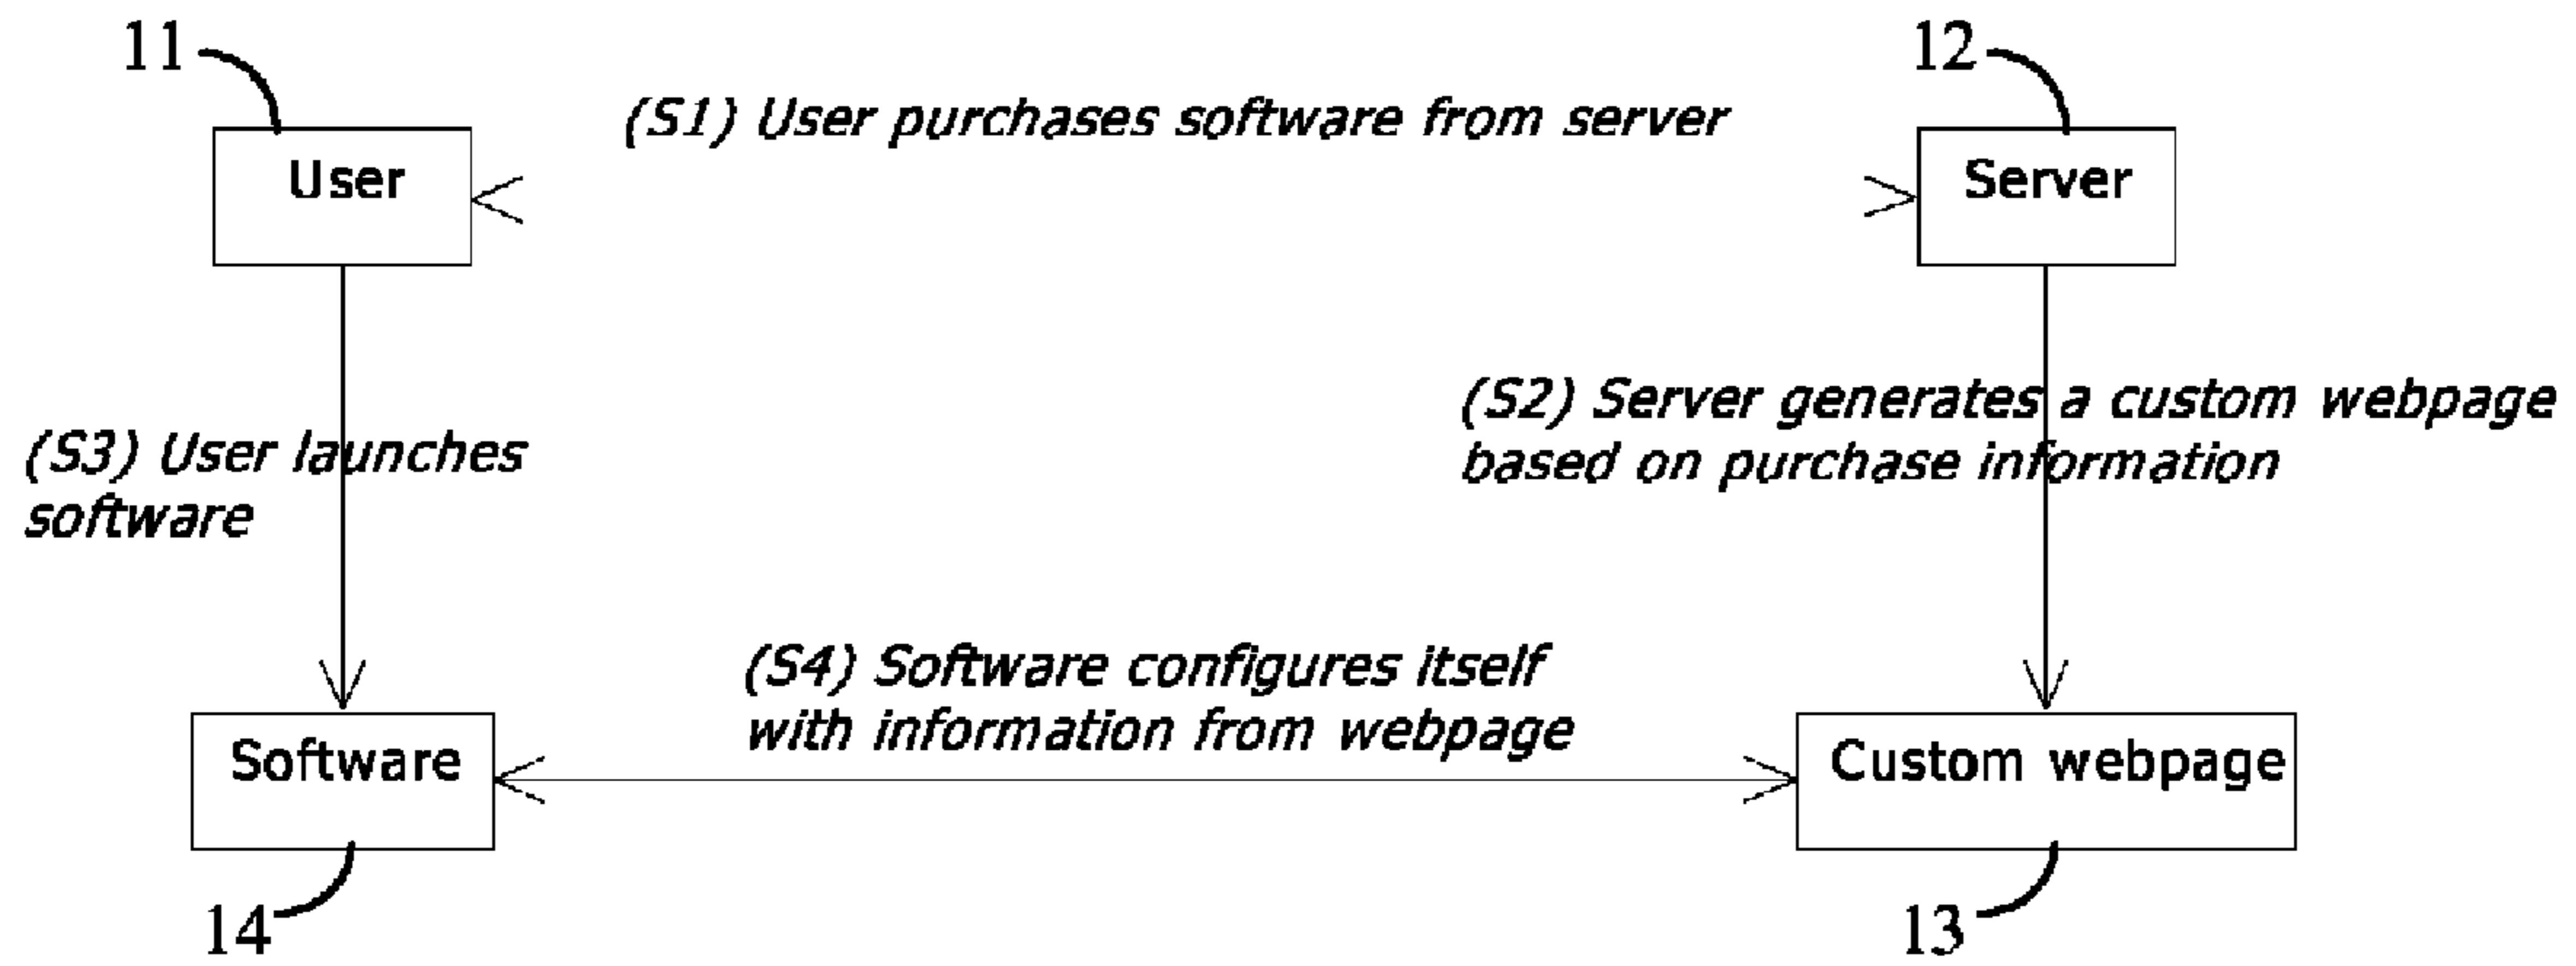 11
12
(S1) User purchases software from server
User
Server
(S2) Server generates a custom webpage
based on purchase information
(S3) User launches
software
(S4) Software configures itself
with information from webpage
Software
Custom webpage
14
13